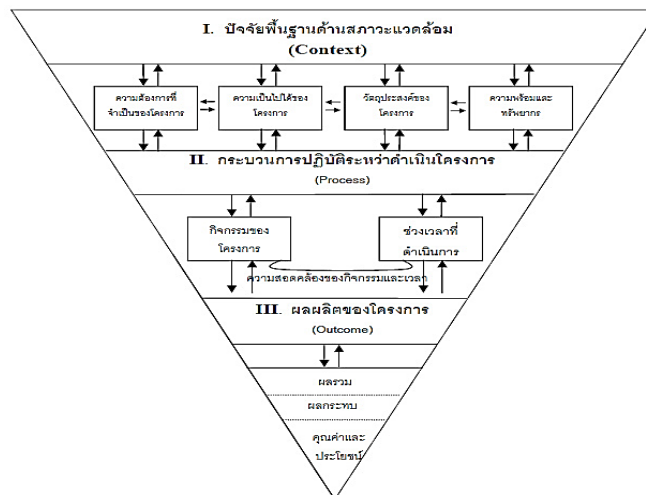 I. ปัจจัยพื้นฐานด้านสภาวะแวดล้อม
(Context)
ความต้องการที่
จำเป็นของโครงการ
ความเป็นไปได้ของ
โครงการ
วัตถุประสงค์ของ
โครงการ
ความพร้อมและ
ทรัพยากร
II. กระบวนการปฏิบัติระหว่าดำเนินโครงการ
(Process)
กิจกรรมของ
โครงการ
ช่วงเวลาที่
ดำเนินการ
ความสอดคล้องของกิจกรรมและเวลา
III. ผลผลิตของโครงการ
(Outcome)
ผลรวม
ผลกระทบ
คุณค่าและ
ประโยชน์